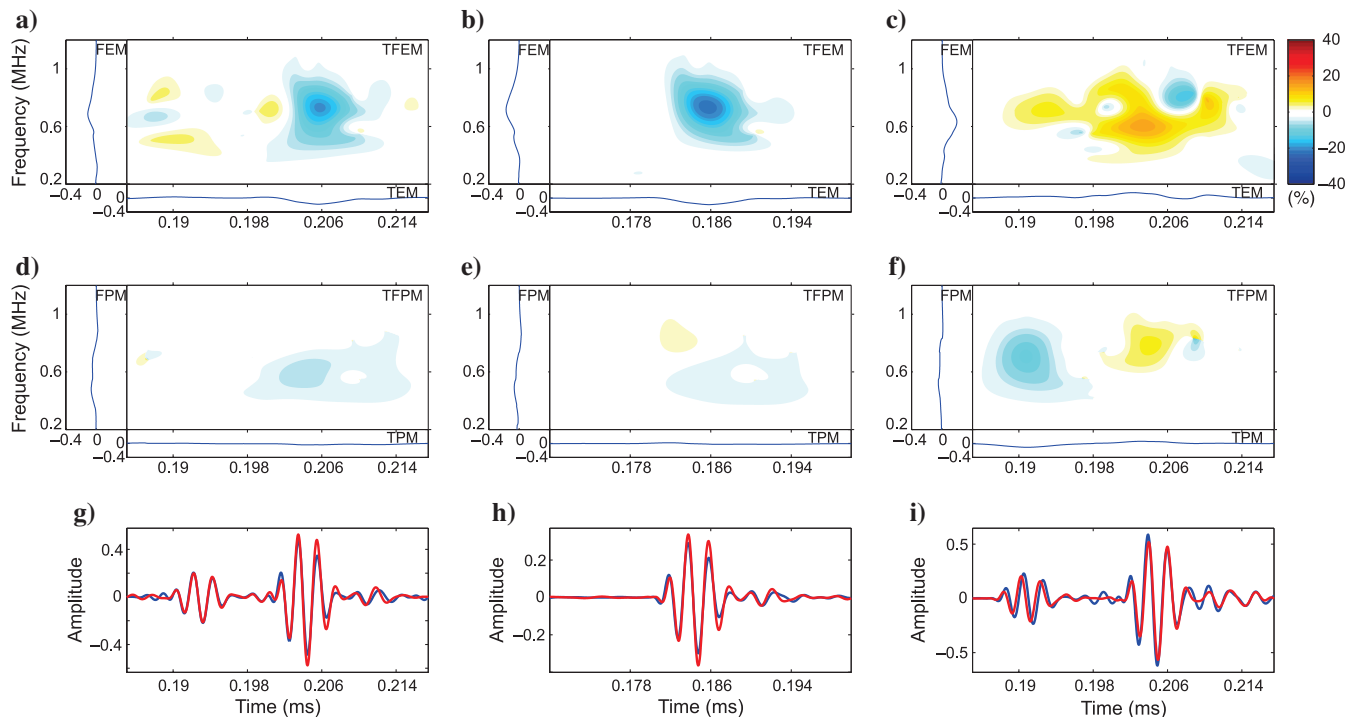 a)
b)
c)
FEM
TFEM
FEM
TFEM
FEM
TFEM
40
20
0
–20
–40
(%)
Frequency (MHz)
1
0.6
0.2
1
0.6
0.2
1
0.6
0.2
–0.4 0
0
–0.4
TEM
–0.4 0
0
–0.4
TEM
–0.4 0
0
–0.4
TEM
0.19 0.198 0.206 0.214
0.178 0.186 0.194
0.19 0.198 0.206 0.214
d)
e)
f)
FPM
TFPM
FPM
TFPM
FPM
TFPM
Frequency (MHz)
1
0.6
0.2
1
0.6
0.2
1
0.6
0.2
–0.4 0
0
–0.4
TPM
–0.4 0
0
–0.4
TPM
–0.4 0
0
–0.4
TPM
0.19 0.198 0.206 0.214
0.178 0.186 0.194
0.19 0.198 0.206 0.214
g)
h)
i)
Amplitude
0.4
0
–0.4
Amplitude
0.2
0
–0.2
Amplitude
0.5
0
–0.5
0.19 0.198 0.206 0.214
0.178 0.186 0.194
0.19 0.198 0.206 0.214
Time (ms)
Time (ms)
Time (ms)